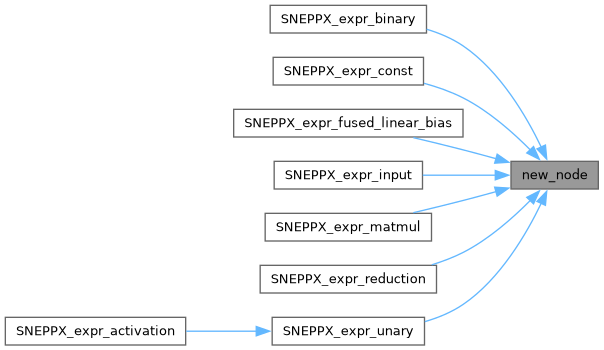 SNEPPX_expr_binary
SNEPPX_expr_const
SNEPPX_expr_fused_linear_bias
SNEPPX_expr_input
new_node
SNEPPX_expr_matmul
SNEPPX_expr_reduction
SNEPPX_expr_activation
SNEPPX_expr_unary